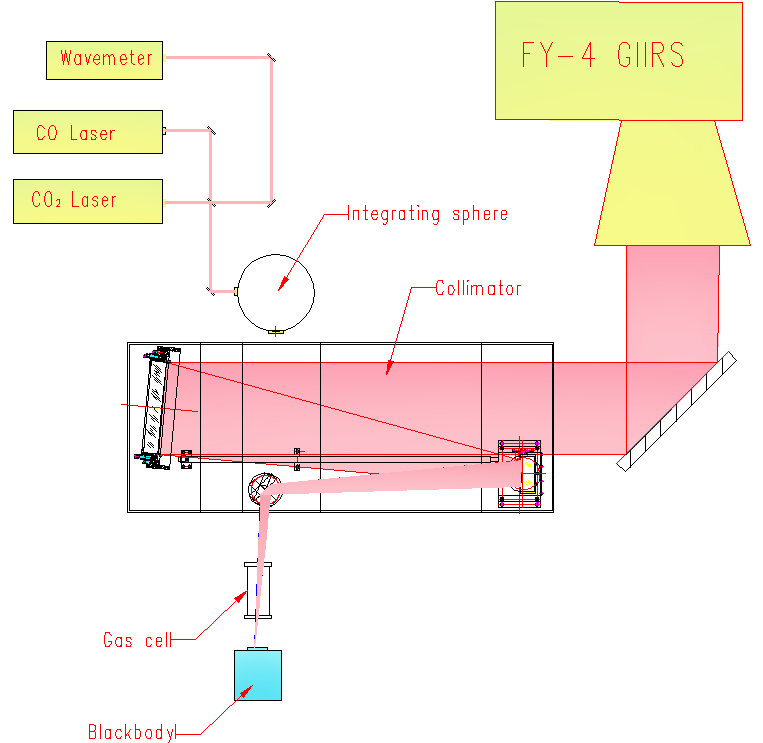 Wavemeter
FY-4 GIIRS
CO Laser
CO₂ Laser
Integrating sphere
Collimator
Gas cell
Blackbody